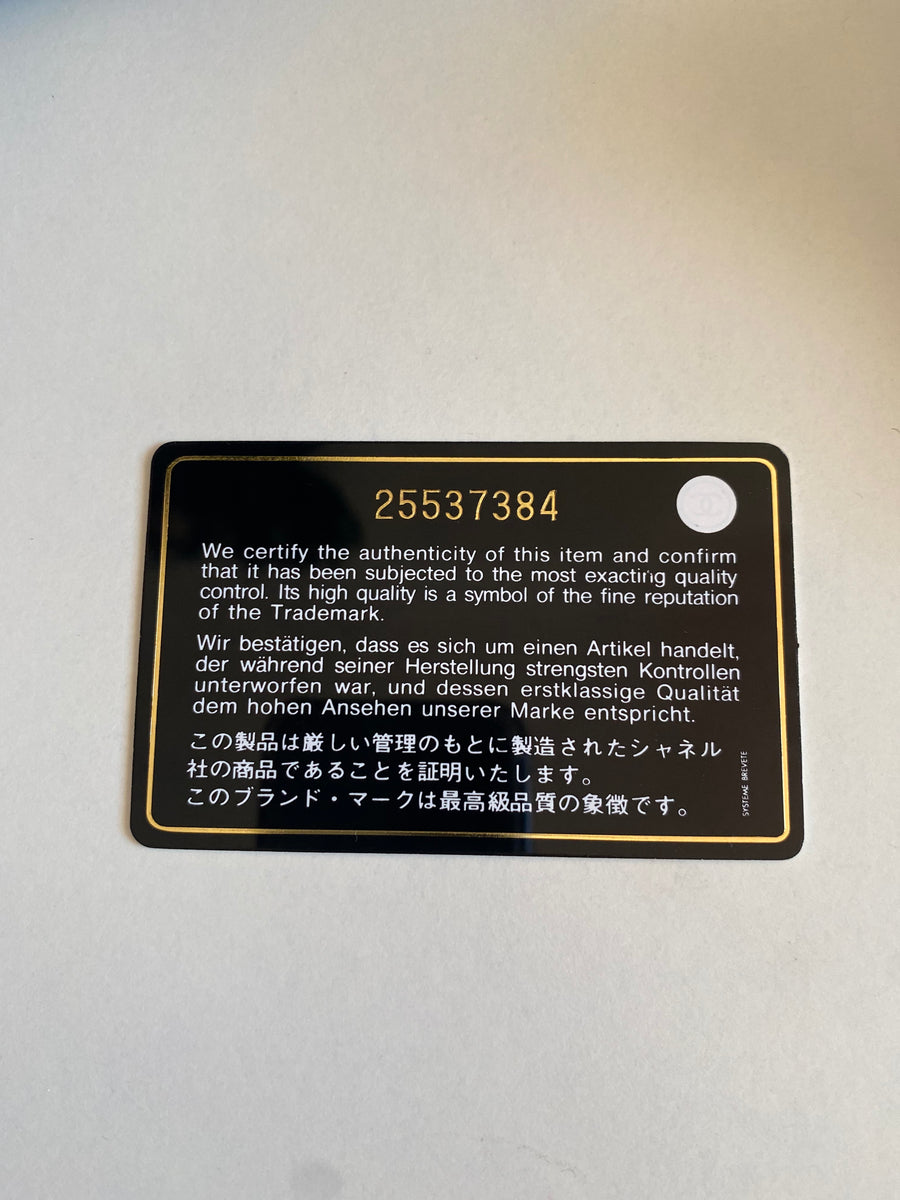 25537384
We certify the authenticity of this item and confirm
that it has been subjected to the most exacting quality
control. Its high quality is a symbol of the fine reputation
of the Trademark.
Wir bestätigen, dass es sich um einen Artikel handelt,
der während seiner Herstellung strengsten Kontrollen
unterworfen war, und dessen erstklassige Qualität
dem hohen Ansehen unserer Marke entspricht.
この製品は厳しい管理のもとに製造されたシャネル
社の商品であることを証明いたします。
このブランド・マークは最高級品質の象徴です。
SYSTEME BREVETE